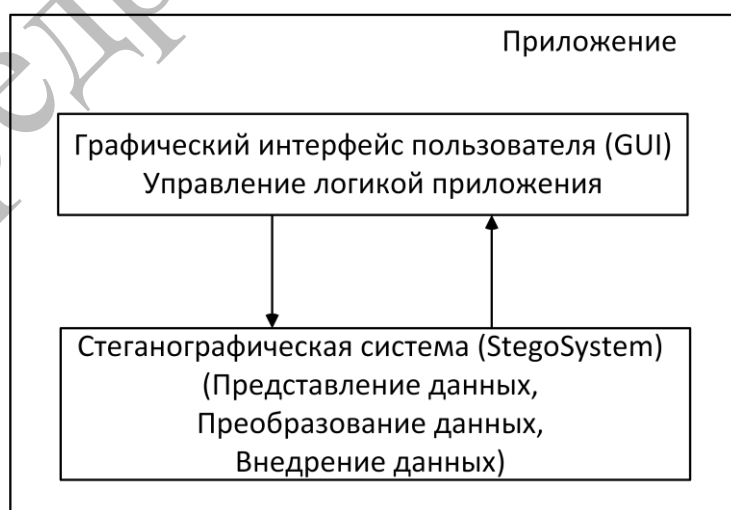 Приложение
Графический интерфейс пользователя (GUI)
Управление логикой приложения
Стеганографическая система (StegoSystem)
(Представление данных,
Преобразование данных,
Внедрение данных)